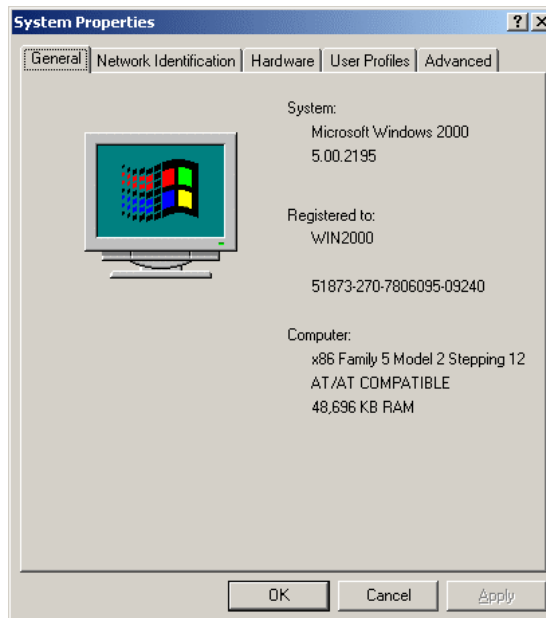 System Properties
General Network Identification Hardware User Profiles Advanced
System:
Microsoft Windows 2000
5.00.2195
Registered to:
WIN2000
51873-270-7806095-09240
Computer:
x86 Family 5 Model 2 Stepping 12
AT/AT COMPATIBLE
48,696 KB RAM
OK Cancel Apply